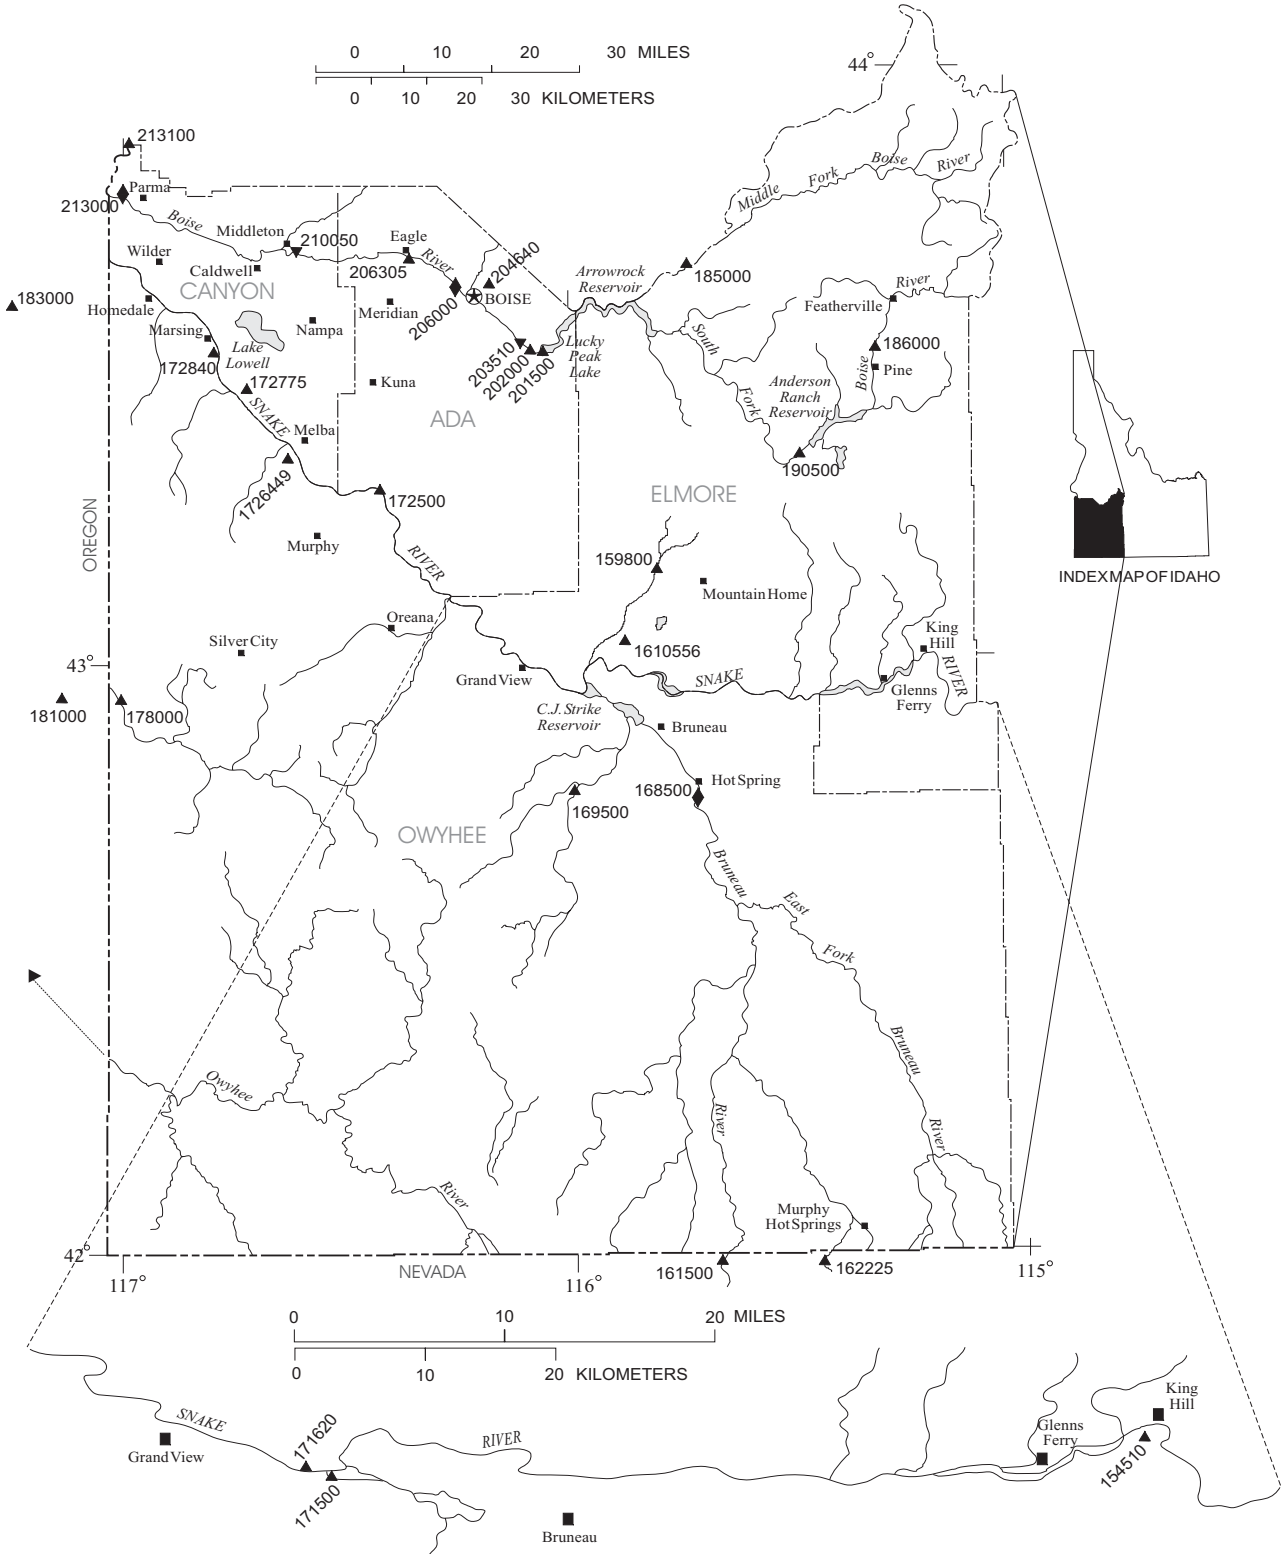 0 10 20 30 MILES
0 10 20 30 KILOMETERS
44°
213100
Parma
213000
Boise
Middleton
210050
Eagle
River
204640
Wilder
Caldwell
206305
BOISE
CANYON
183000
Homedale
Meridian
206000
Marsing
Nampa
Lake
Lowell
172840
172775
Kuna
203510
202000
201500
Lucky
Peak
Lake
Arrowrock
Reservoir
185000
Middle
Fork
Boise
River
Featherville
River
South
186000
Pine
Boise
Anderson
Ranch
Reservoir
Fork
190500
SNAKE
Melba
ADA
1726449
172500
ELMORE
OREGON
Murphy
RIVER
159800
Mountain Home
INDEX MAP OF IDAHO
Oreana
Silver City
1610556
King
Hill
43°
Grand View
SNAKE
RIVER
Glenns
Ferry
181000
178000
C.J. Strike
Reservoir
Bruneau
Hot Spring
168500
169500
OWYHEE
Bruneau
East
Fork
Bruneau
River
Owyhee
River
River
Murphy
Hot Springs
42°
117°
NEVADA
116°
161500
162225
115°
0 10 20 MILES
0 10 20 KILOMETERS
SNAKE
Grand View
171620
171500
RIVER
Bruneau
Glenns
Ferry
King
Hill
154510